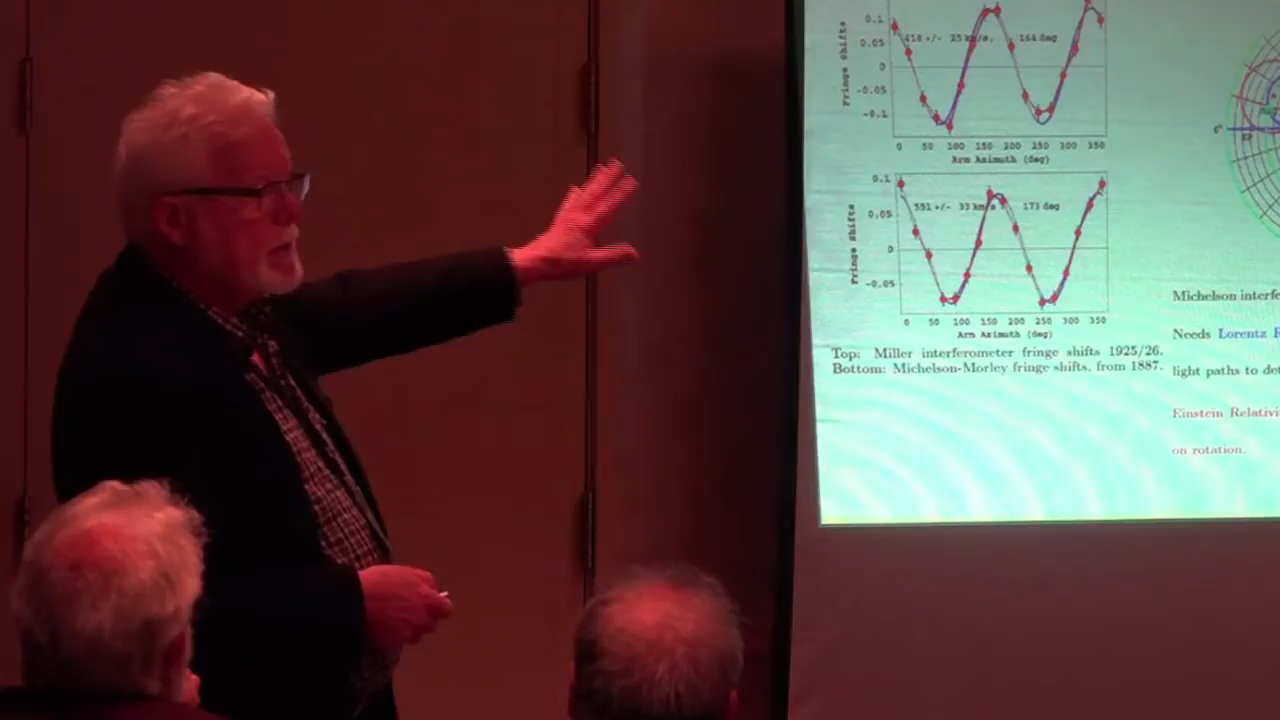 0.1
418 +/- 25 km/s, 164 deg
0.05
0
-0.05
-0.1
Fringe Shifts
0 50 100 150 200 250 300 350
Arm Azimuth (deg)
0.1
551 +/- 33 km/s 173 deg
0.05
0
-0.05
Fringe Shifts
0 50 100 150 200 250 300 350
Arm Azimuth (deg)
Top: Miller interferometer fringe shifts 1925/26.
Bottom: Michelson-Morley fringe shifts, from 1887.
Michelson
Needs Lorentz
light paths to
Einstein
on rotation.